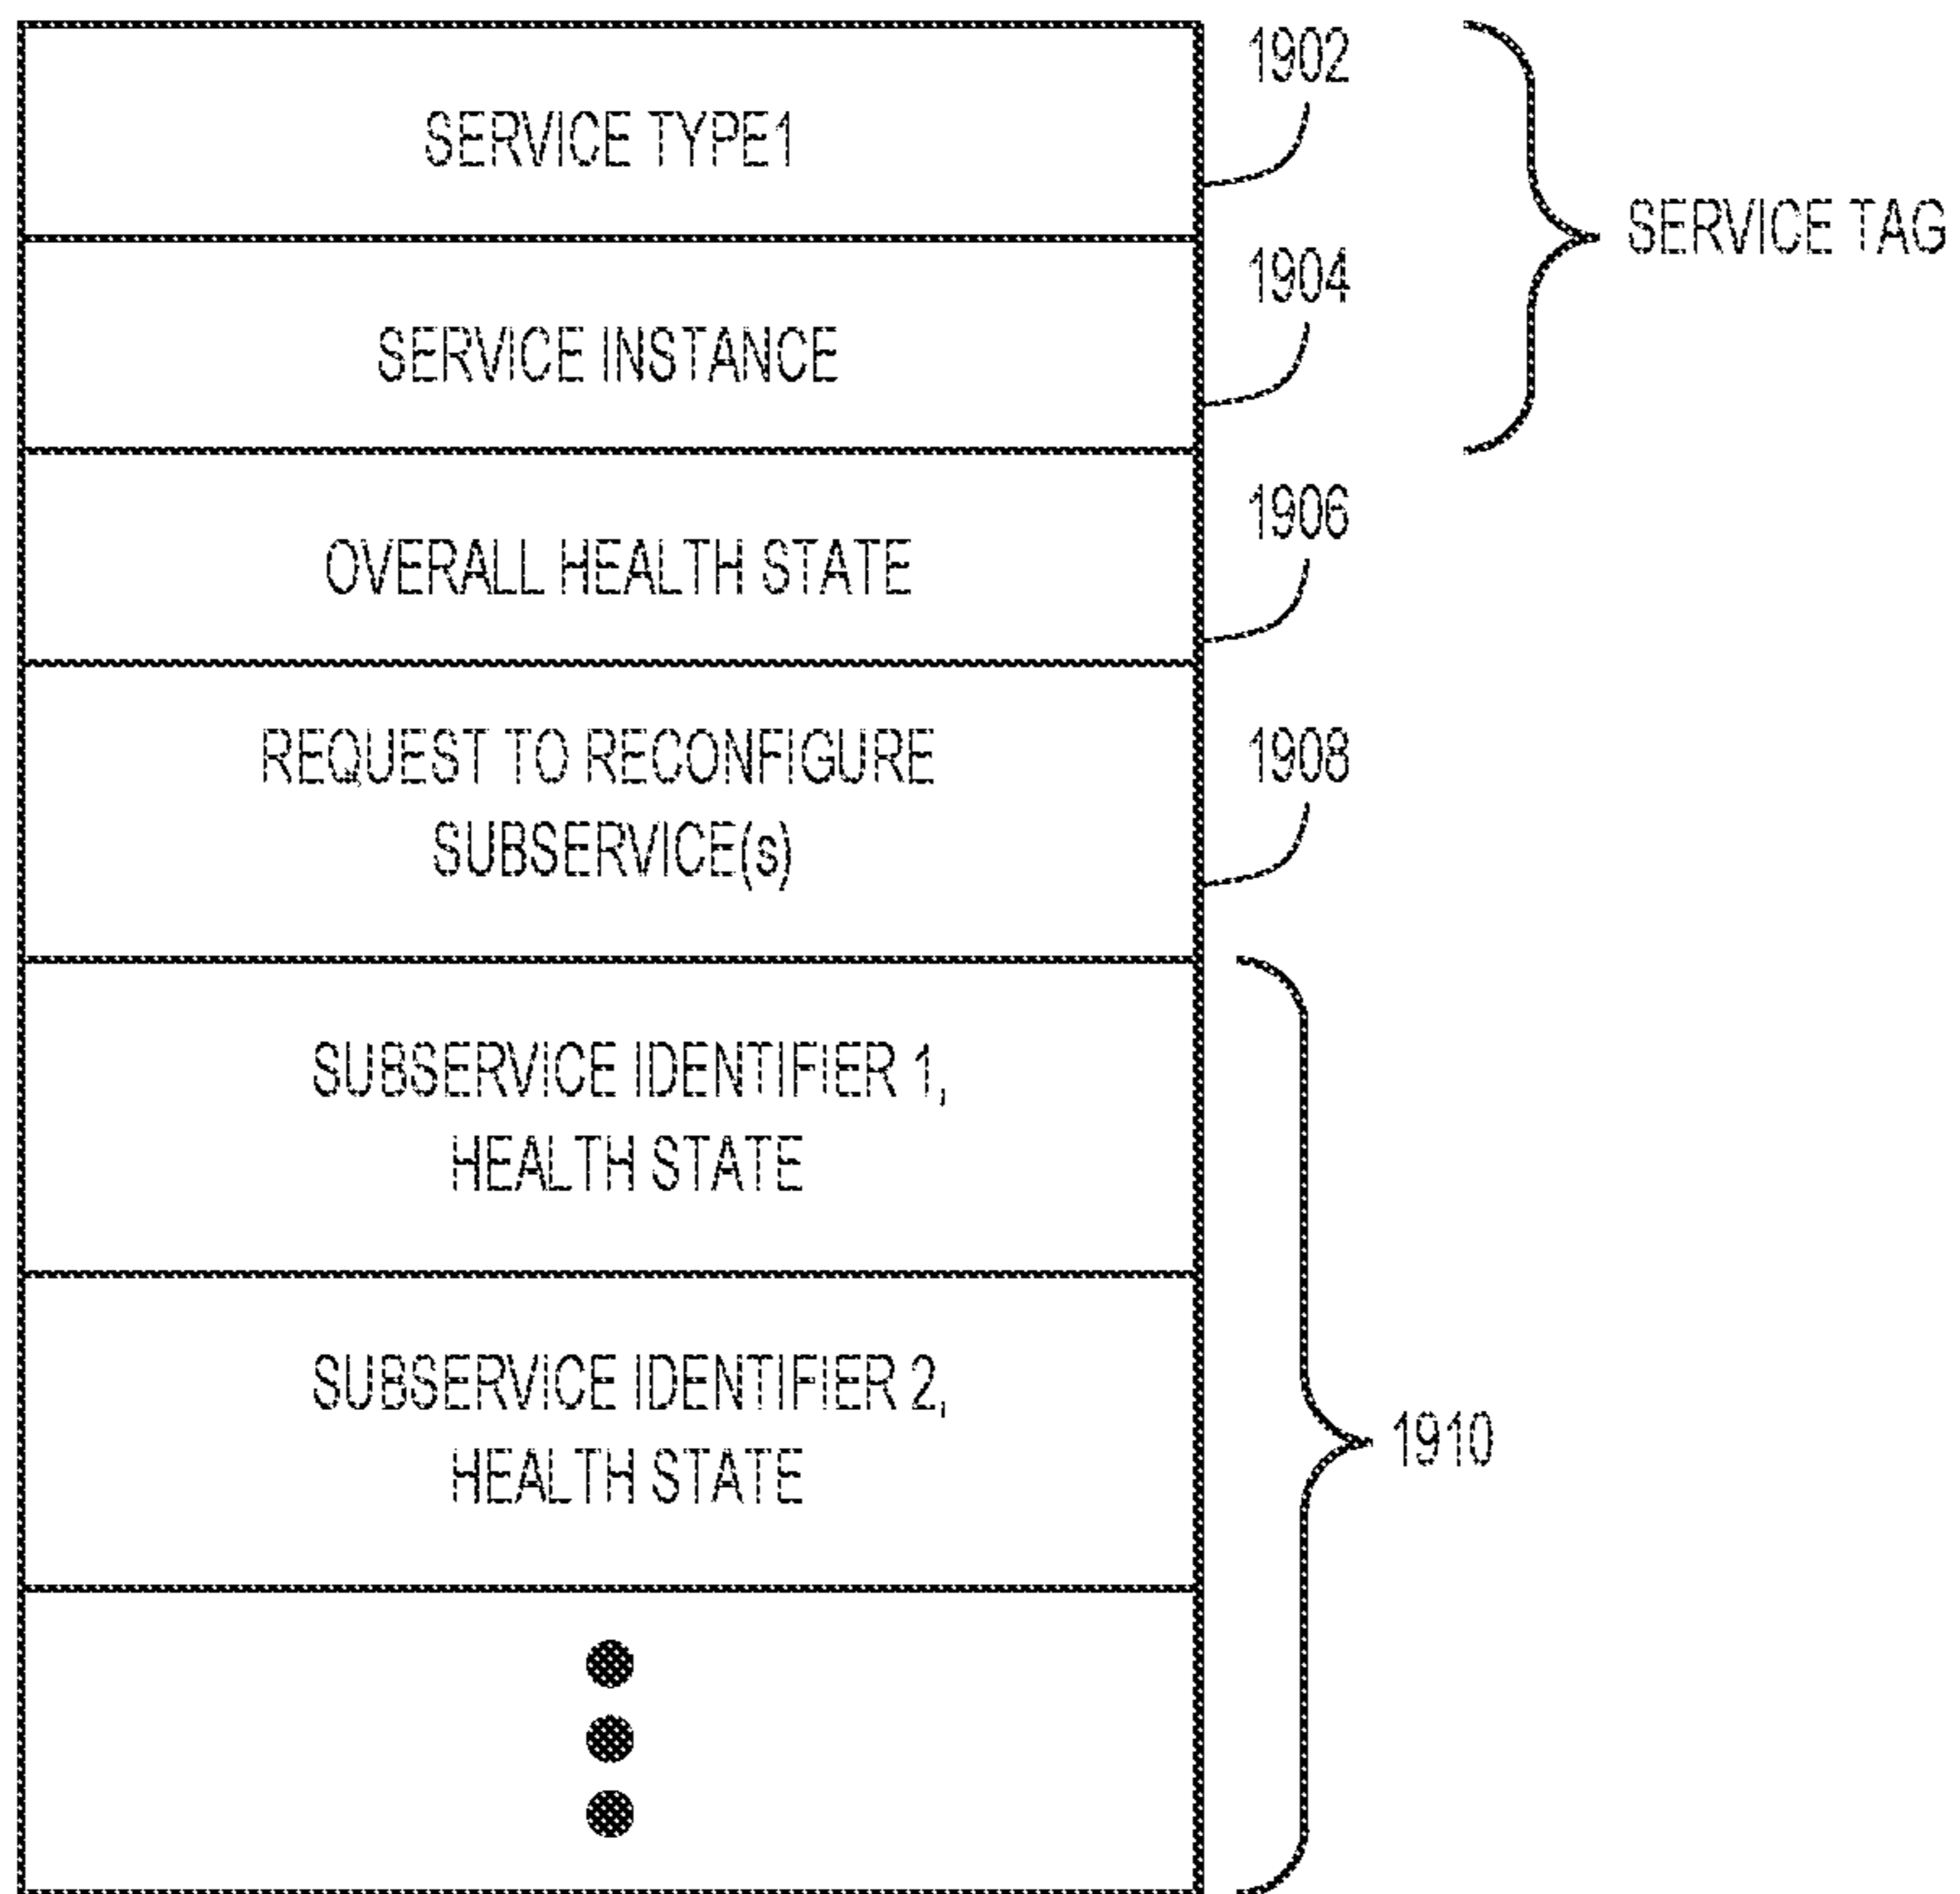 SERVICE TYPE1
1902
SERVICE TAG
SERVICE INSTANCE
1904
OVERALL HEALTH STATE
1906
REQUEST TO RECONFIGURE
SUBSERVICE(s)
1908
SUBSERVICE IDENTIFIER 1,
HEALTH STATE
SUBSERVICE IDENTIFIER 2,
HEALTH STATE
1910